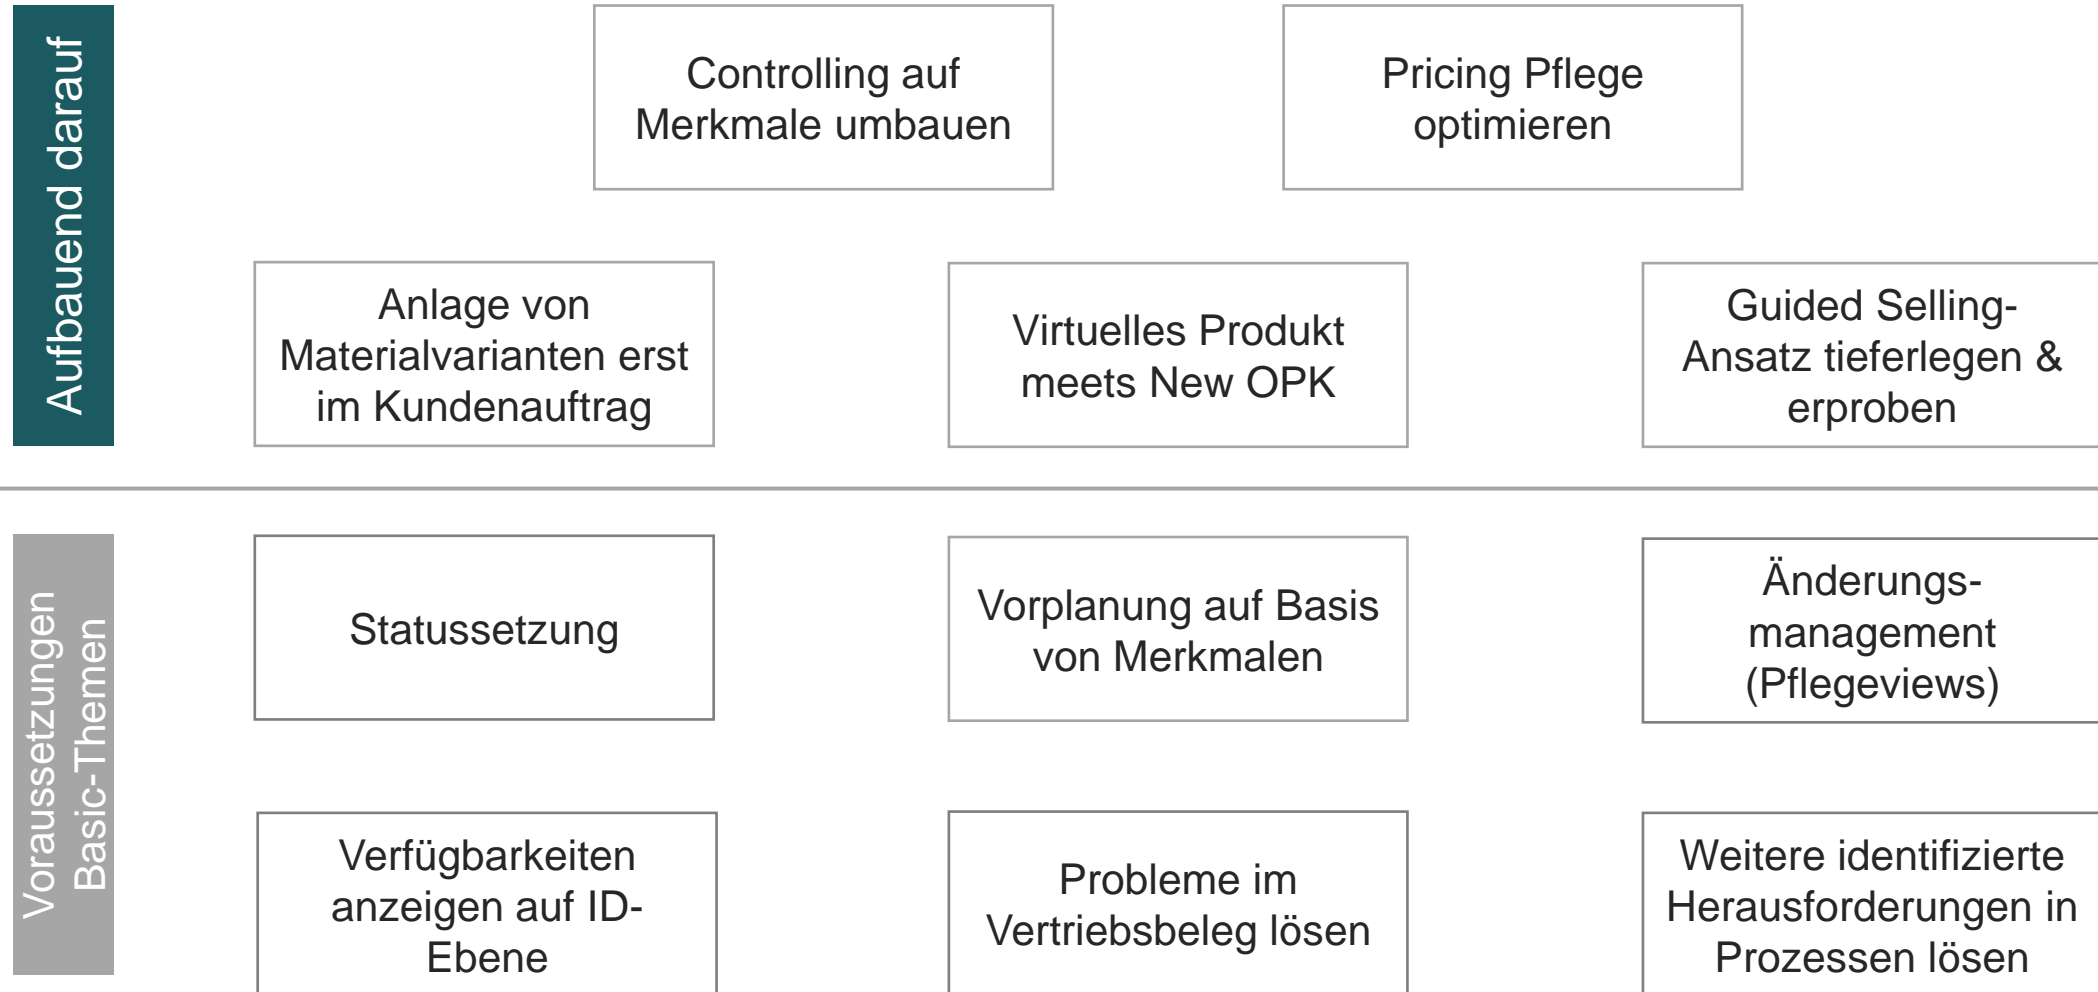 Aufbauend darauf
Controlling auf
Merkmale umbauen
Pricing Pflege
optimieren
Anlage von
Materialvarianten erst
im Kundenauftrag
Virtuelles Produkt
meets New OPK
Guided Selling-
Ansatz tieferlegen &
erproben
Voraussetzungen
Basic-Themen
Statussetzung
Vorplanung auf Basis
von Merkmalen
Änderungs-
management
(Pflegeviews)
Verfügbarkeiten
anzeigen auf ID-
Ebene
Probleme im
Vertriebsbeleg lösen
Weitere identifizierte
Herausforderungen in
Prozessen lösen